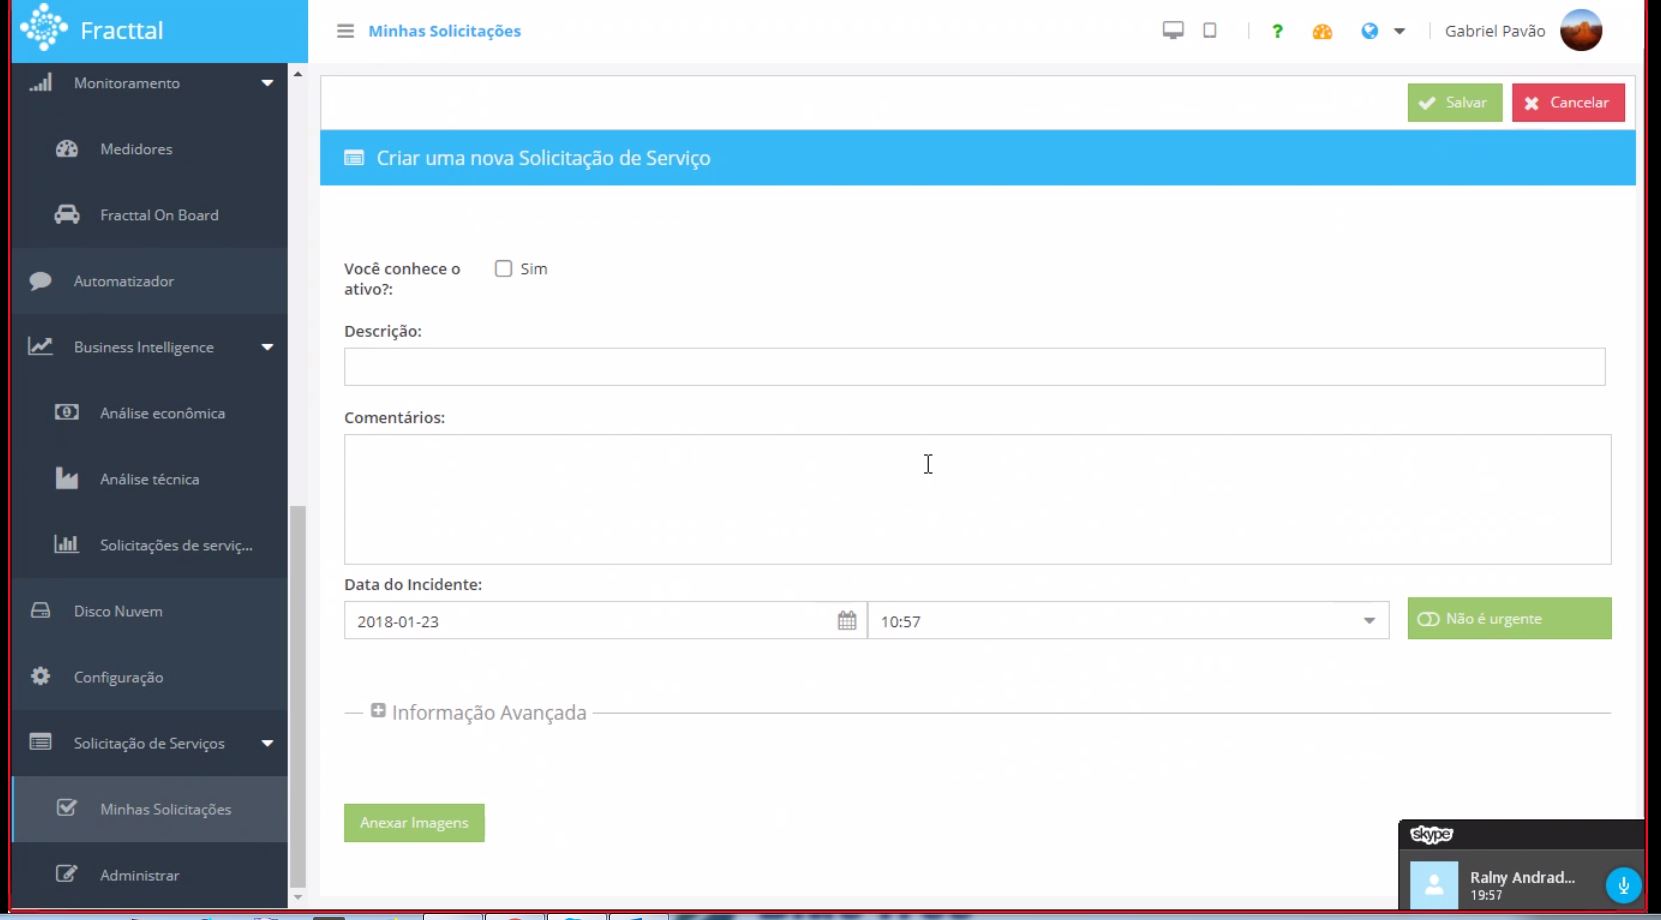 Fracttal
Minhas Solicitações
?
Gabriel Pavão
Monitoramento
Medidores
Fracttal On Board
Automatizador
Business Intelligence
Análise econômica
Análise técnica
Solicitações de serviç...
Disco Nuvem
Configuração
Solicitação de Serviços
Minhas Solicitações
Administrar
Salvar
Cancelar
Criar uma nova Solicitação de Serviço
Você conhece o
ativo?:
Sim
Descrição:
Comentários:
Data do Incidente:
2018-01-23
10:57
Não é urgente
Informação Avançada
Anexar Imagens
skype
Ralny Andrad...
19:57